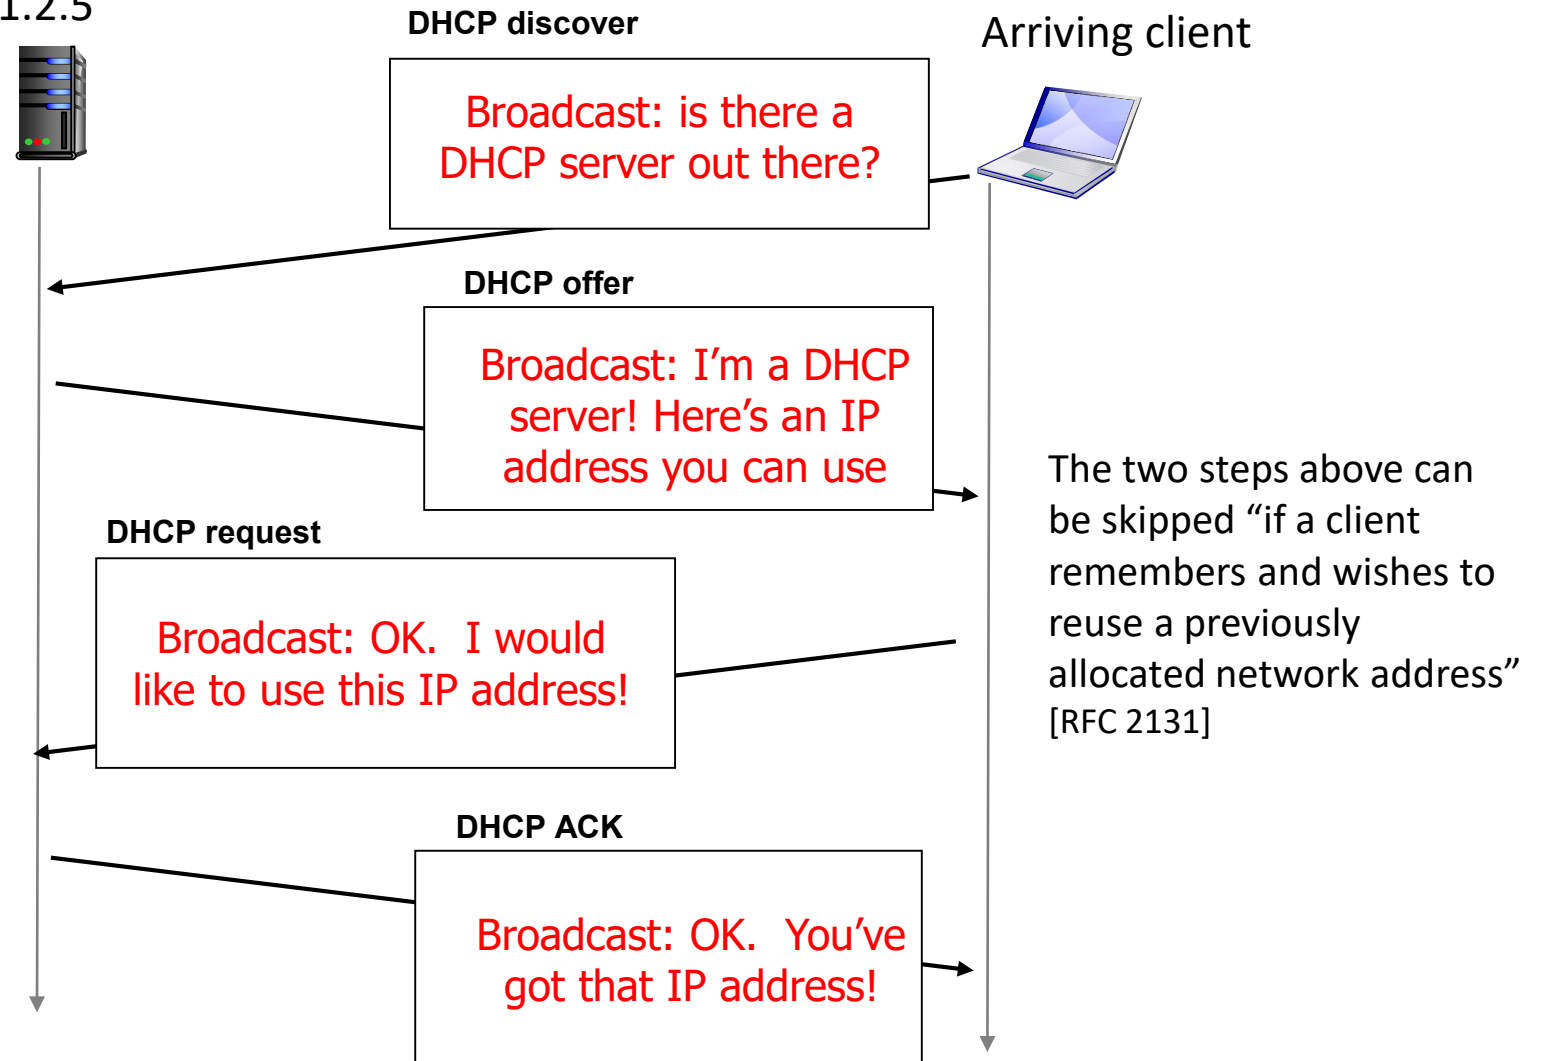 1.2.5
DHCP discover
Arriving client
Broadcast: is there a
DHCP server out there?
DHCP offer
Broadcast: I’m a DHCP
server! Here’s an IP
address you can use
The two steps above can
be skipped “if a client
remembers and wishes to
reuse a previously
allocated network address”
[RFC 2131]
DHCP request
Broadcast: OK.  I would
like to use this IP address!
DHCP ACK
Broadcast: OK.  You’ve
got that IP address!